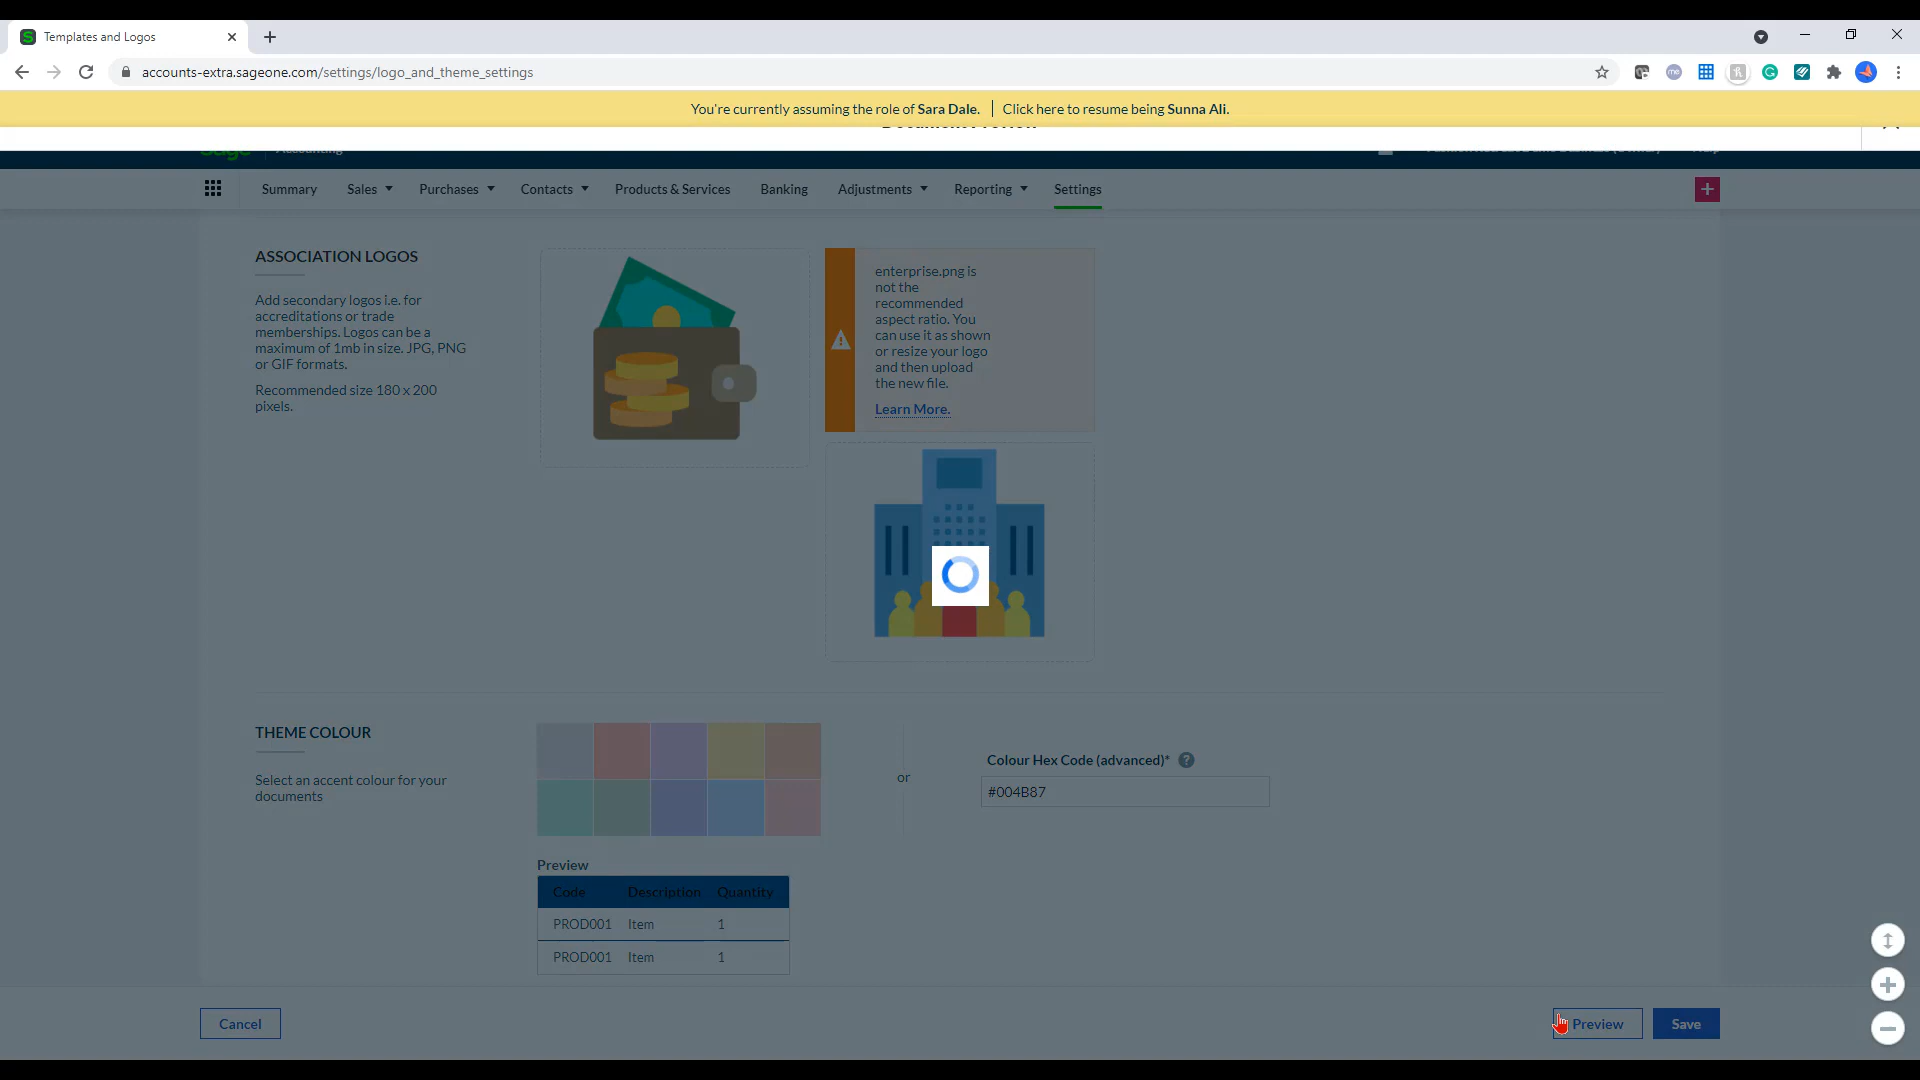 Templates and Logos
accounts-extra.sageone.com/settings/logo_and_theme_settings
You're currently assuming the role of Sara Dale. | Click here to resume being Sunna Ali.
Document Preview
Sage Accounting
Help
Summary Sales Purchases Contacts Products & Services Banking Adjustments Reporting Settings
ASSOCIATION LOGOS
Add secondary logos i.e. for
accreditations or trade
memberships. Logos can be a
maximum of 1mb in size. JPG, PNG
or GIF formats.
Recommended size 180 x 200
pixels.
enterprise.png is
not the
recommended
aspect ratio. You
can use it as shown
or resize your logo
and then upload
the new file.
Learn More.
THEME COLOUR
Select an accent colour for your
documents
or
Colour Hex Code (advanced)*
#004B87
Preview
Code Description Quantity
PROD001 Item 1
PROD001 Item 1
Cancel
Preview
Save